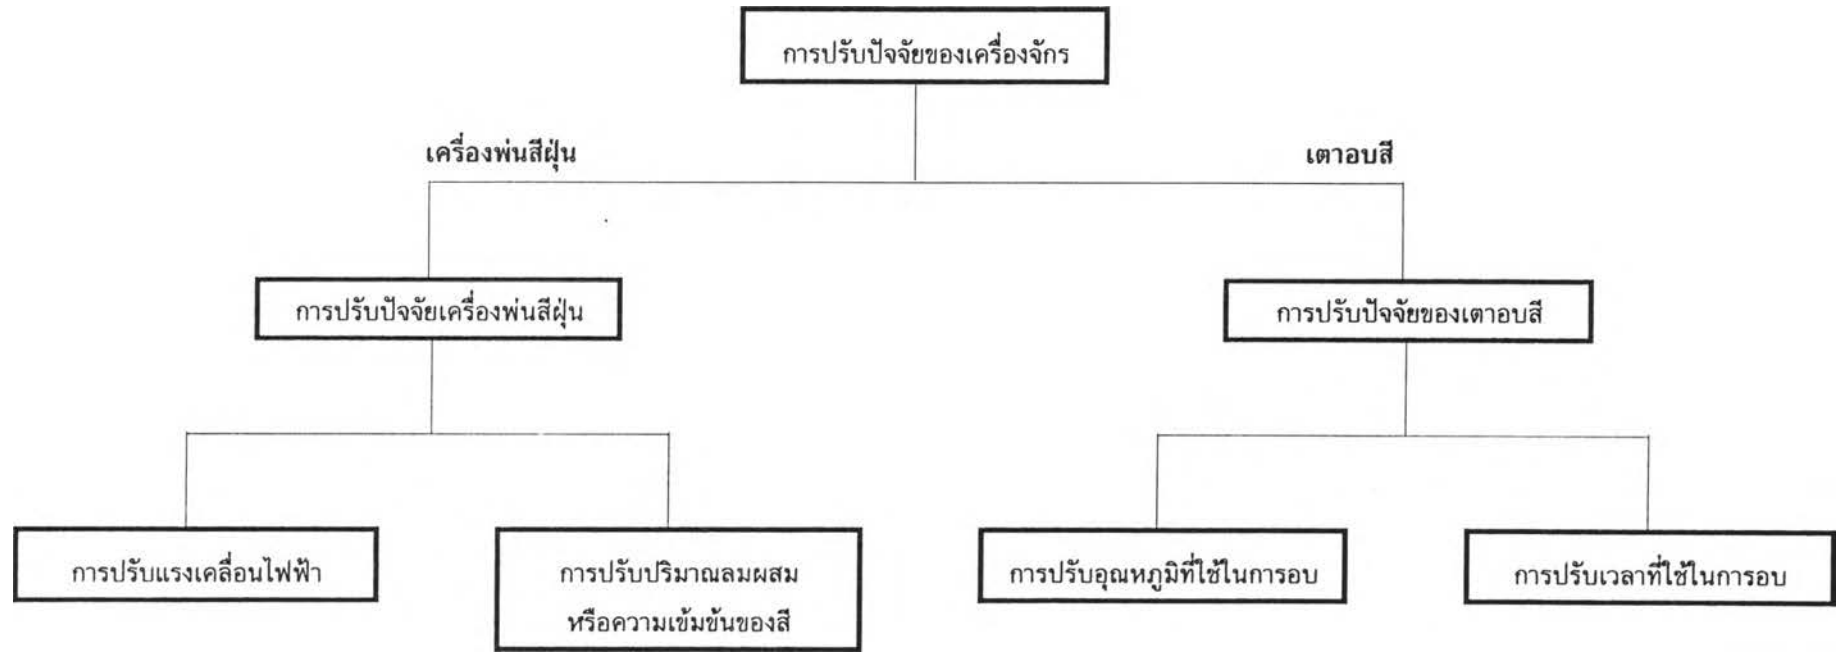 การปรับปัจจัยของเครื่องจักร
เครื่องพ่นสีฝุ่น
เตาอบสี
การปรับปัจจัยเครื่องพ่นสีฝุ่น
การปรับปัจจัยของเตาอบสี
การปรับแรงเคลื่อนไฟฟ้า
การปรับปริมาณลมผสม
หรือความเข้มข้นของสี
การปรับอุณหภูมิที่ใช้ในการอบ
การปรับเวลาที่ใช้ในการอบ